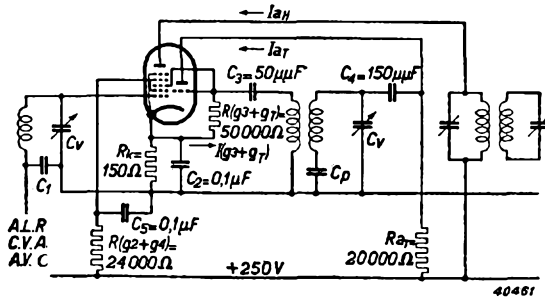 ← IaH
← IaT
C3=50μμF
C4=150μμF
R(g3+gT)
50000Ω
Cv
Rk=
150Ω
→ I(g3+gT)
C2=0,1μF
Cv
C1
Cp
C5=0,1μF
A.L.R
C.V.A
A.V.C
R(g2+g4)=
24000Ω
RaT=
20000Ω
+250V
40461